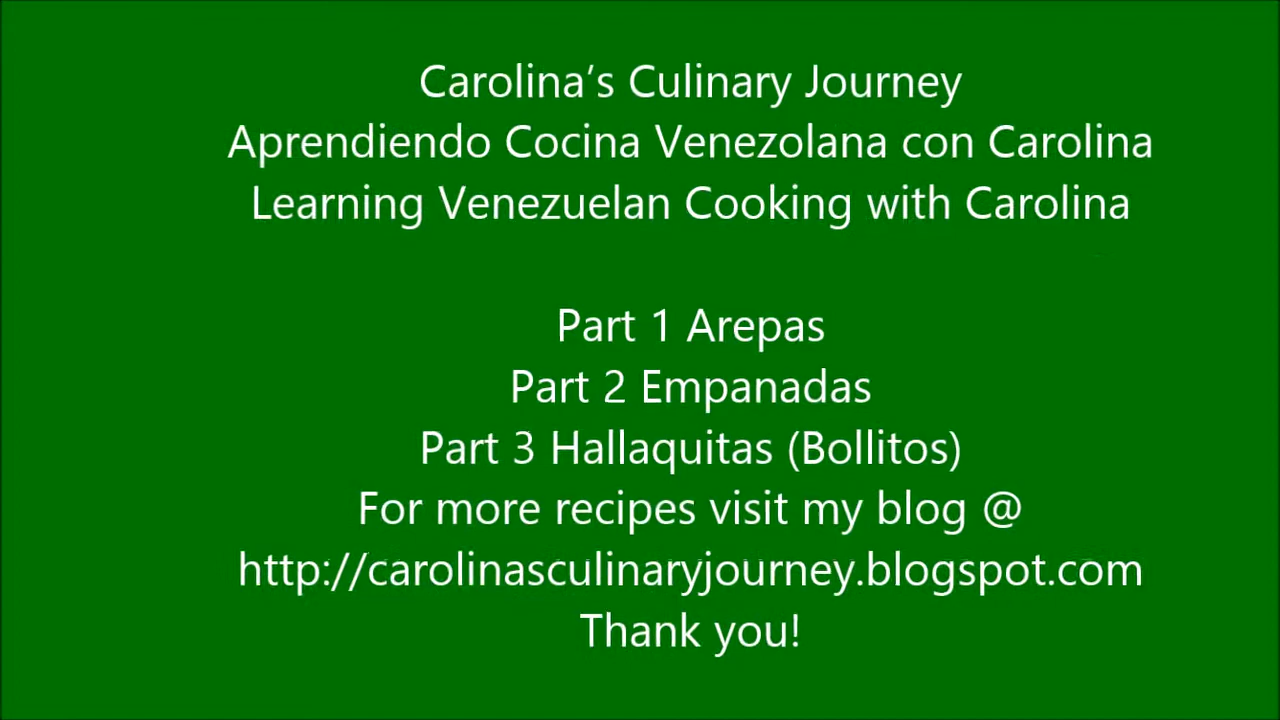 Carolina’s Culinary Journey
Aprendiendo Cocina Venezolana con Carolina
Learning Venezuelan Cooking with Carolina
Part 1 Arepas
Part 2 Empanadas
Part 3 Hallaquitas (Bollitos)
For more recipes visit my blog @
http://carolinasculinaryjourney.blogspot.com
Thank you!